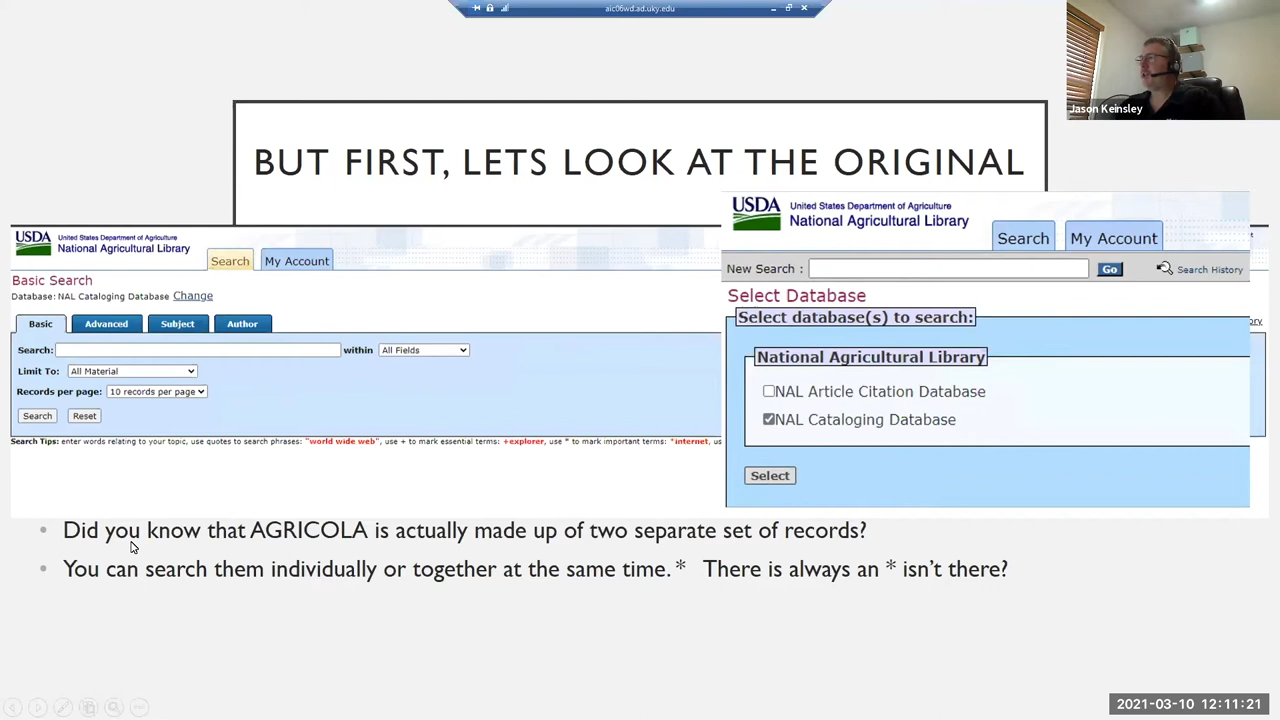 aic06wd.ad.uky.edu
Jason Keinsley
BUT FIRST, LETS LOOK AT THE ORIGINAL
USDA
United States Department of Agriculture
National Agricultural Library
Search
My Account
Basic Search
Database: NAL Cataloging Database Change
Basic
Advanced
Subject
Author
Search:
within
All Fields
Limit To:
All Material
Records per page:
10 records per page
Search
Reset
Search Tips: enter words relating to your topic, use quotes to search phrases: "world wide web", use + to mark essential terms: +explorer, use * to mark important terms: *internet,
USDA
United States Department of Agriculture
National Agricultural Library
Search
My Account
New Search :
Go
Search History
Select Database
Select database(s) to search:
National Agricultural Library
NAL Article Citation Database
NAL Cataloging Database
Select
• Did you know that AGRICOLA is actually made up of two separate set of records?
• You can search them individually or together at the same time. * There is always an * isn't there?
2021-03-10 12:11:21